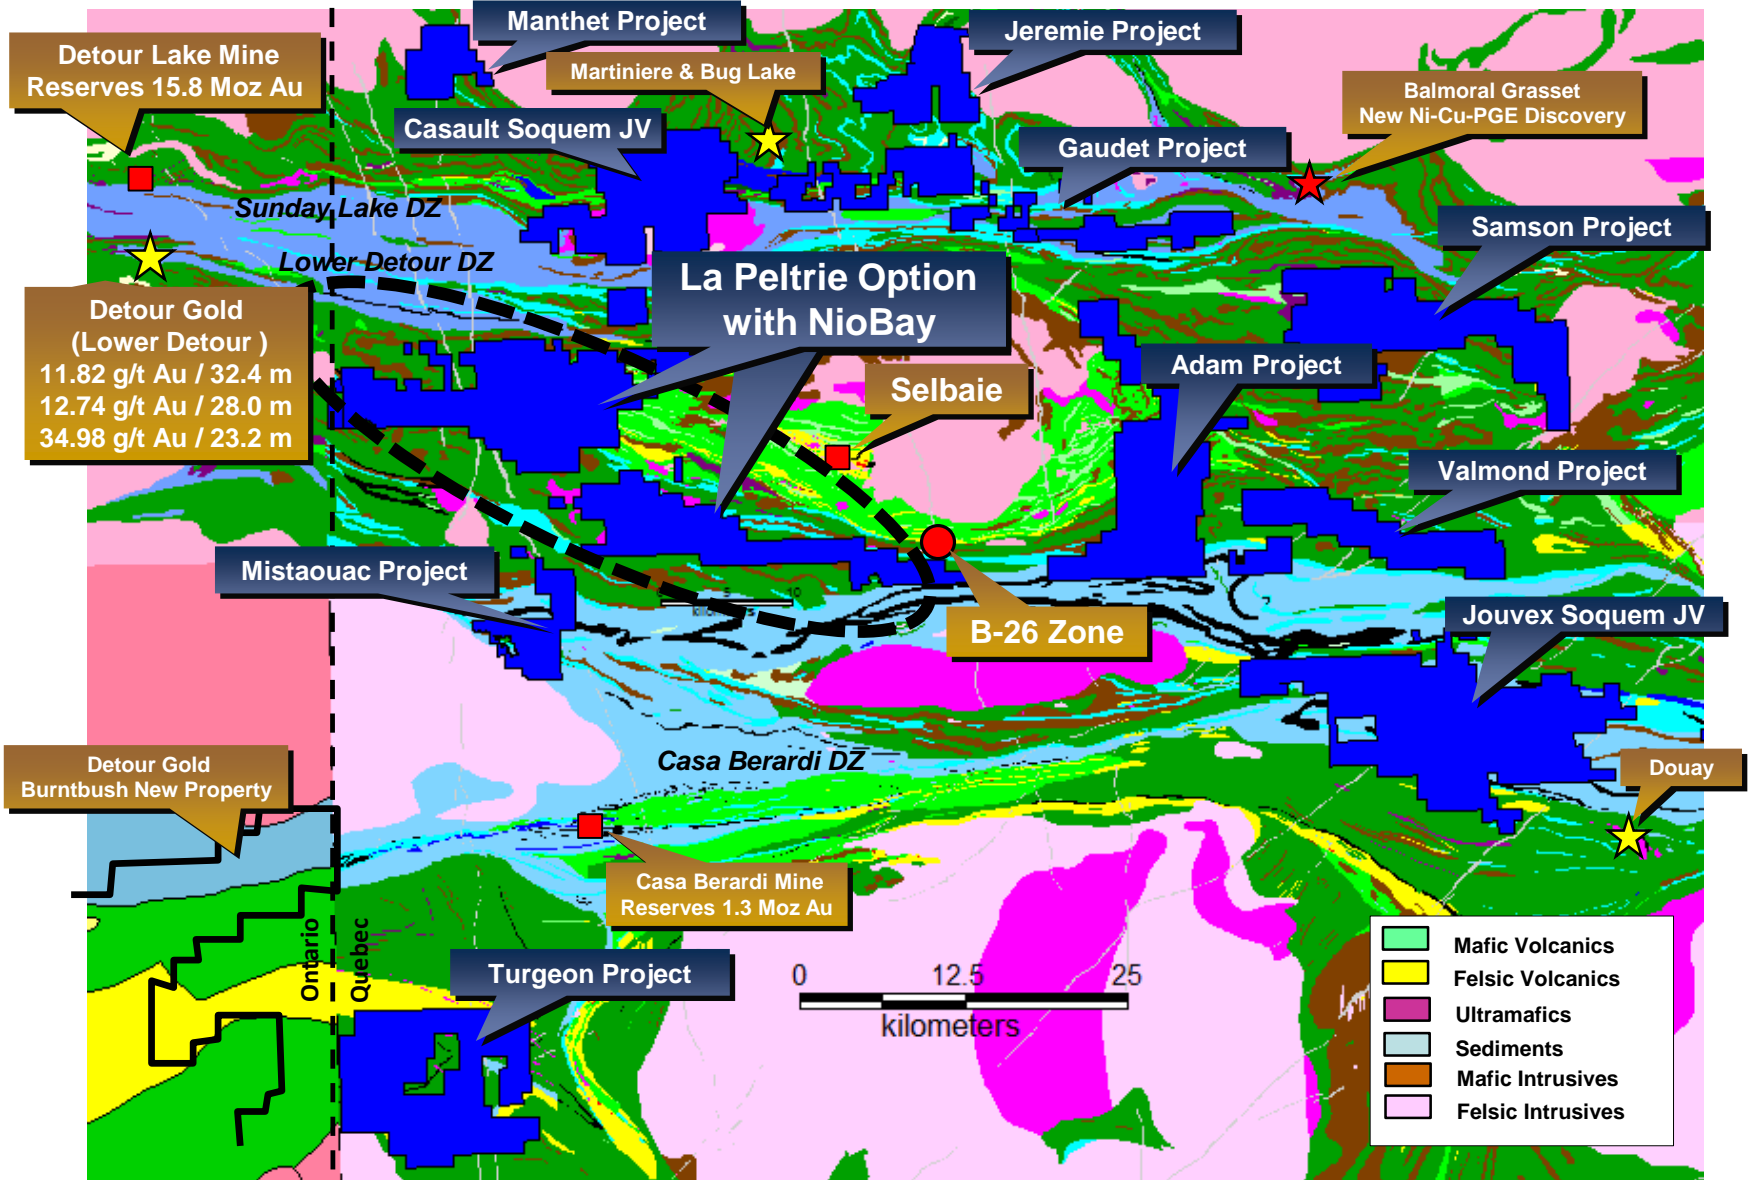 Manthet Project
Jeremie Project
Detour Lake Mine
Reserves 15.8 Moz Au
Martiniere & Bug Lake
Balmoral Grasset
New Ni-Cu-PGE Discovery
Casault Soquem JV
Gaudet Project
Sunday Lake DZ
Samson Project
Lower Detour DZ
La Peltrie Option
with NioBay
Detour Gold
(Lower Detour )
11.82 g/t Au / 32.4 m
12.74 g/t Au / 28.0 m
34.98 g/t Au / 23.2 m
Adam Project
Selbaie
Valmond Project
Mistaouac Project
B-26 Zone
Jouvex Soquem JV
Casa Berardi DZ
Detour Gold
Burntbush New Property
Douay
Casa Berardi Mine
Reserves 1.3 Moz Au
Ontario
Quebec
Turgeon Project
0 12.5 25
kilometers
Mafic Volcanics
Felsic Volcanics
Ultramafics
Sediments
Mafic Intrusives
Felsic Intrusives